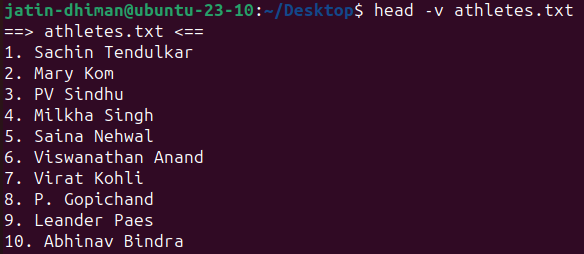 jatin-dhiman@ubuntu-23-10:~/Desktop$ head -v athletes.txt
==> athletes.txt <==
1. Sachin Tendulkar
2. Mary Kom
3. PV Sindhu
4. Milkha Singh
5. Saina Nehwal
6. Viswanathan Anand
7. Virat Kohli
8. P. Gopichand
9. Leander Paes
10. Abhinav Bindra